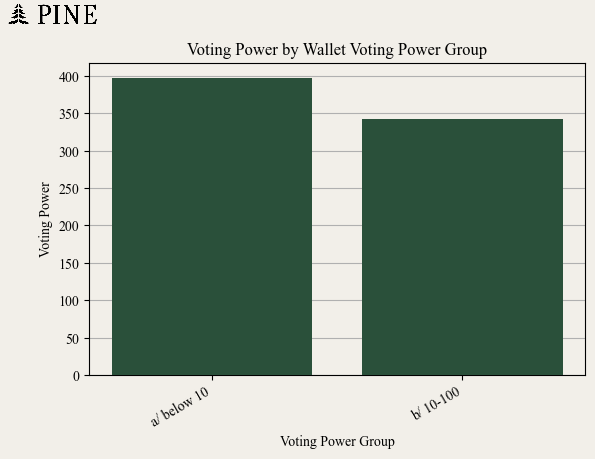 PINE
Voting Power by Wallet Voting Power Group
Voting Power
400
350
300
250
200
150
100
50
0
a/ below 10
b/ 10-100
Voting Power Group